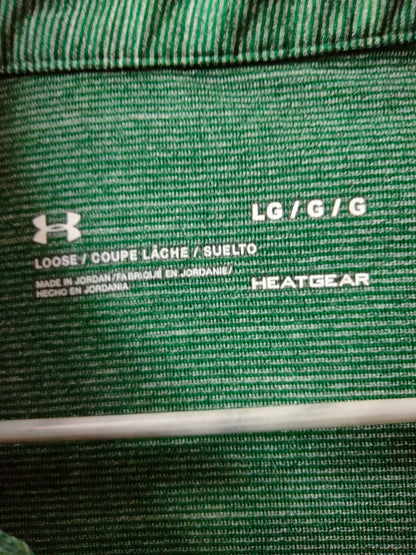 LG / G / G
LOOSE / COUPE LÂCHE / SUELTO
MADE IN JORDAN / FABRIQUÉ EN JORDANIE /
HECHO EN JORDANIA
HEATGEAR